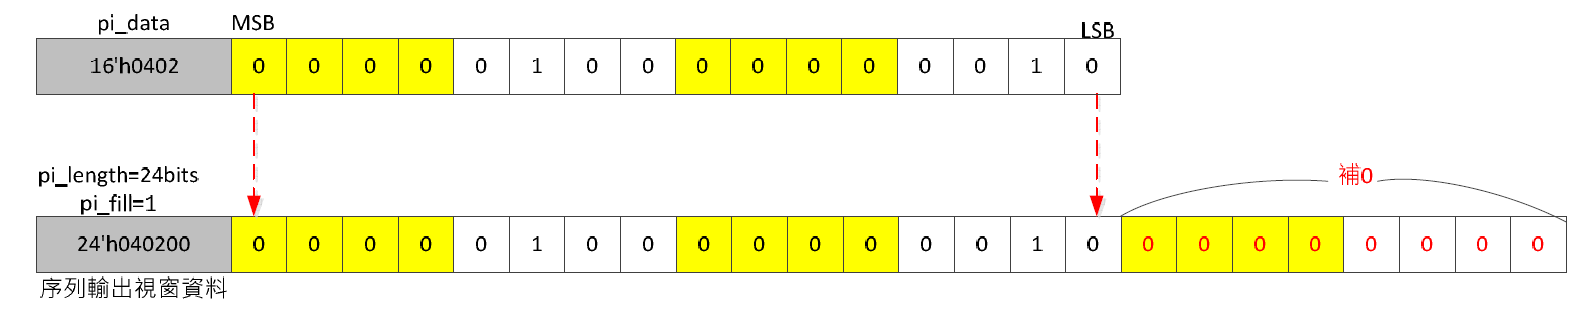 pi_data MSB LSB
16'h0402 0 0 0 0 0 1 0 0 0 0 0 0 0 0 1 0
pi_length=24bits
補0
pi_fill=1
24'h040200 0 0 0 0 0 1 0 0 0 0 0 0 0 0 1 0 0 0 0 0 0 0 0 0
序列輸出視窗資料